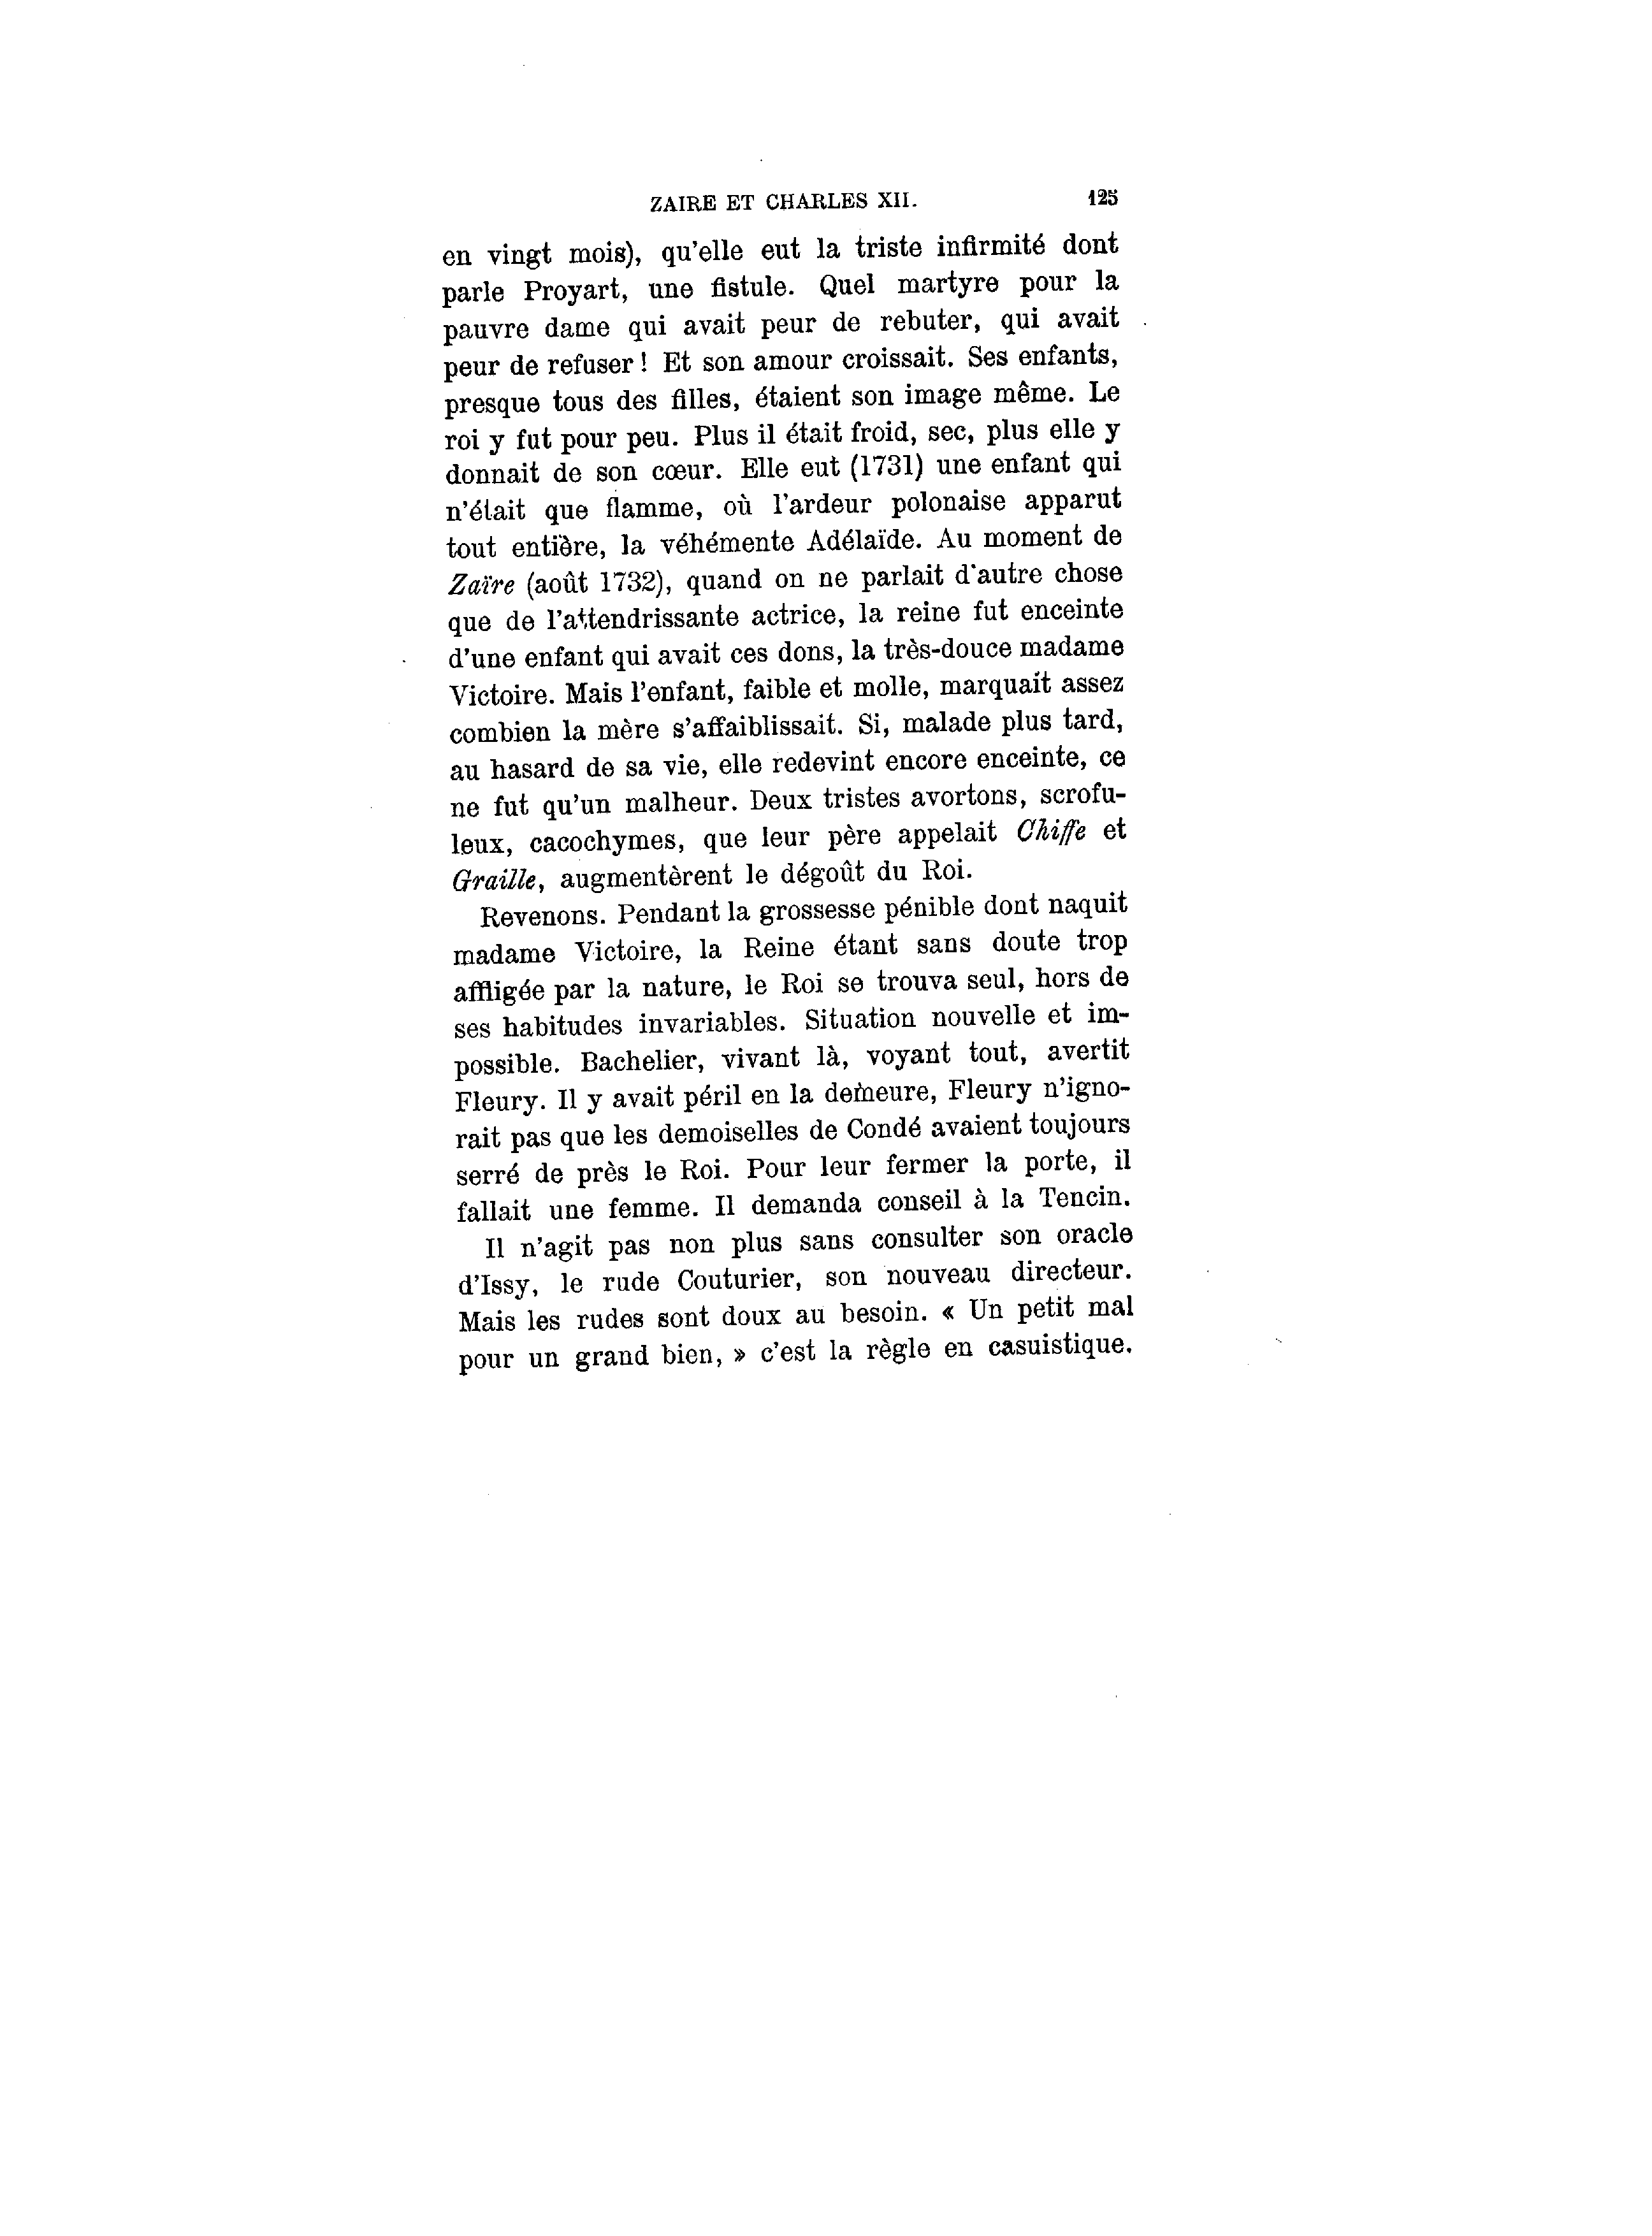 ZAIRE ET CHARLES XII. 125
en vingt mois), qu'elle eut la triste infirmité dont
parle Proyart, une fistule. Quel martyre pour la
pauvre dame qui avait peur de rebuter, qui avait
peur de refuser ! Et son amour croissait. Ses enfants,
presque tous des filles, étaient son image même. Le
roi y fut pour peu. Plus il était froid, sec, plus elle y
donnait de son cœur. Elle eut (1731) une enfant qui
n'était que flamme, où l'ardeur polonaise apparut
tout entière, la véhémente Adélaïde. Au moment de
Zaïre (août 1732), quand on ne parlait d'autre chose
que de l'attendrissante actrice, la reine fut enceinte
d'une enfant qui avait ces dons, la très-douce madame
Victoire. Mais l'enfant, faible et molle, marquait assez
combien la mère s'affaiblissait. Si, malade plus tard,
au hasard de sa vie, elle redevint encore enceinte, ce
ne fut qu'un malheur. Deux tristes avortons, scrofu-
leux, cacochymes, que leur père appelait Chiffe et
Graille, augmentèrent le dégoût du Roi.
Revenons. Pendant la grossesse pénible dont naquit
madame Victoire, la Reine étant sans doute trop
affligée par la nature, le Roi se trouva seul, hors de
ses habitudes invariables. Situation nouvelle et im-
possible. Bachelier, vivant là, voyant tout, avertit
Fleury. Il y avait péril en la demeure, Fleury n'igno-
rait pas que les demoiselles de Condé avaient toujours
serré de près le Roi. Pour leur fermer la porte, il
fallait une femme. Il demanda conseil à la Tencin.
Il n'agit pas non plus sans consulter son oracle
d'Issy, le rude Couturier, son nouveau directeur.
Mais les rudes sont doux au besoin. « Un petit mal
pour un grand bien, » c'est la règle en casuistique.